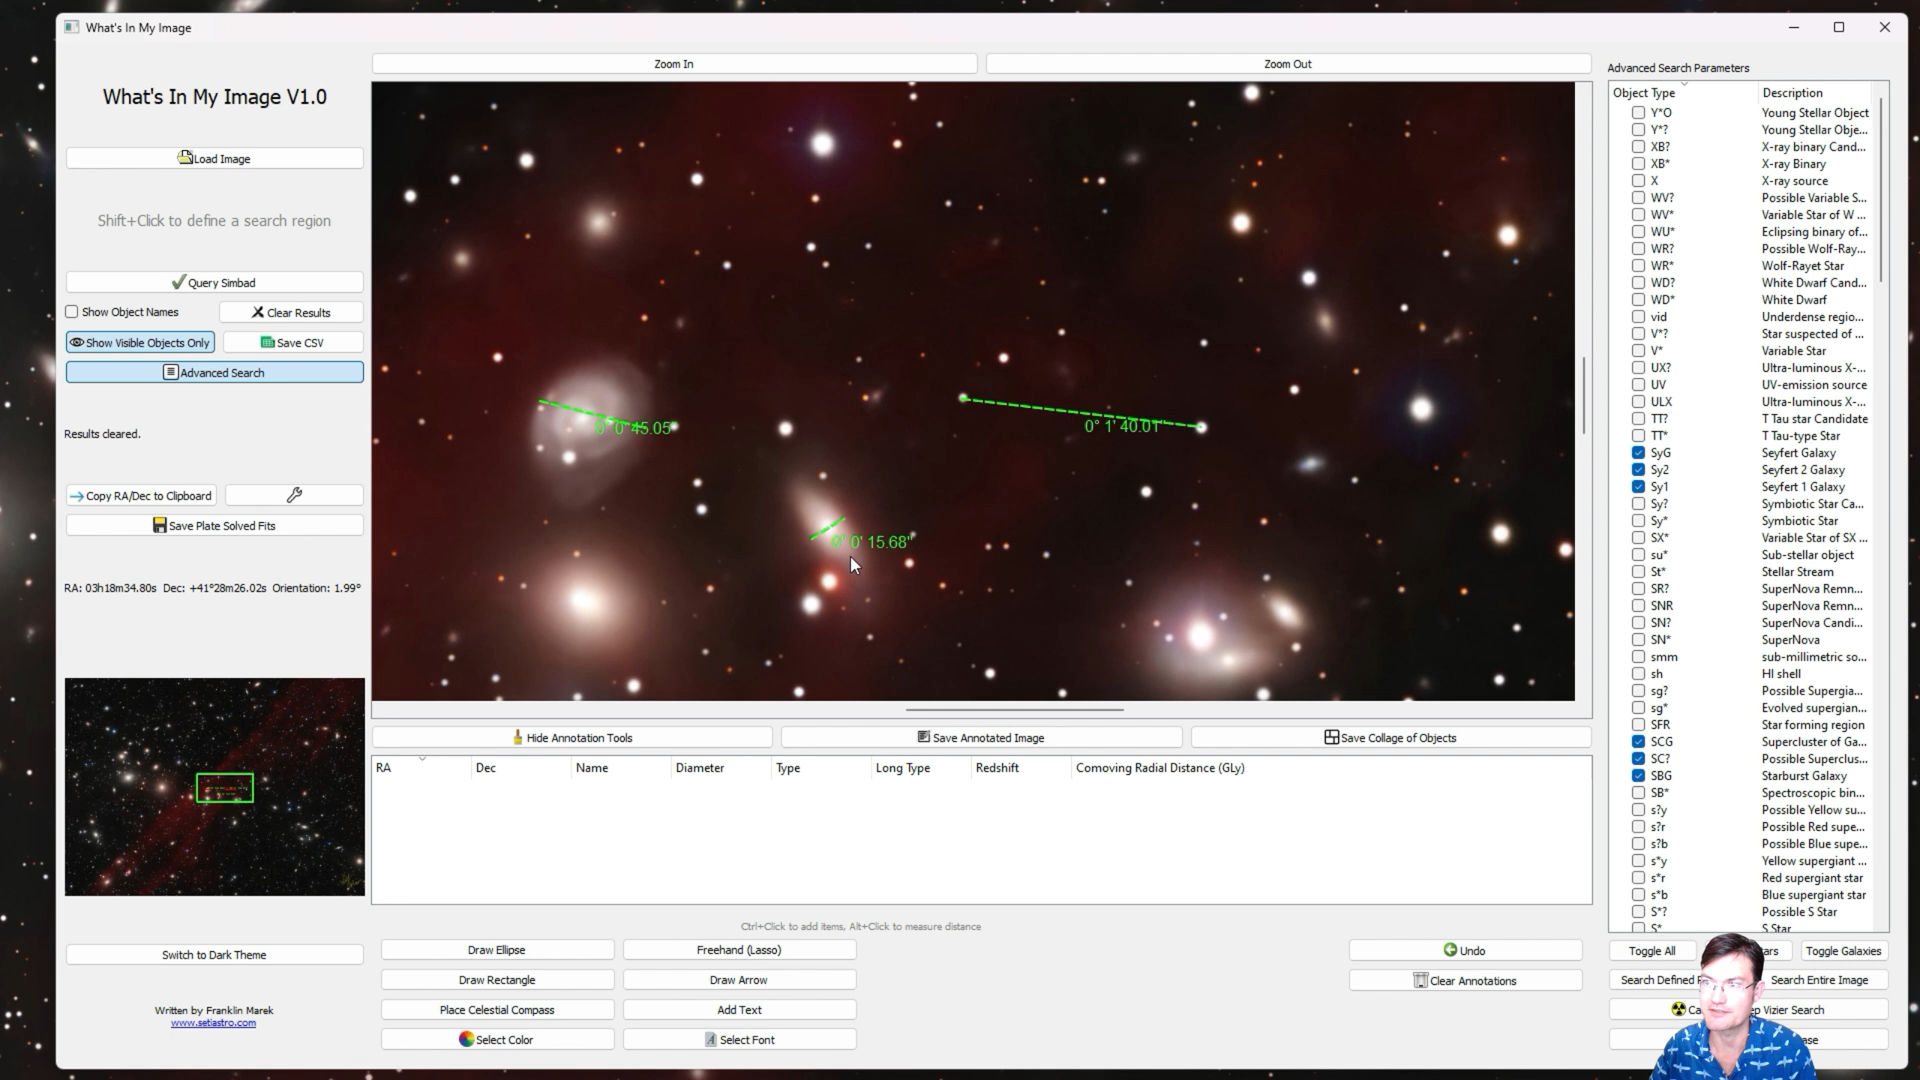 What's In My Image
What's In My Image V1.0
Load Image
Shift+Click to define a search region
Query Simbad
Show Object Names
Clear Results
Show Visible Objects Only
Save CSV
Advanced Search
Results cleared.
Copy RA/Dec to Clipboard
Save Plate Solved Fits
RA: 03h18m34.80s Dec: +41°28m26.02s Orientation: 1.99°
Switch to Dark Theme
Written by Franklin Marek
www.setiastro.com
Zoom In
Zoom Out
0° 0' 45.05"
0° 1' 40.01"
0° 0' 15.68"
Hide Annotation Tools
Save Annotated Image
Save Collage of Objects
RA Dec Name Diameter Type Long Type Redshift Comoving Radial Distance (GLy)
Ctrl+Click to add items, Alt+Click to measure distance
Draw Ellipse
Freehand (Lasso)
Undo
Draw Rectangle
Draw Arrow
Clear Annotations
Place Celestial Compass
Add Text
Select Color
Select Font
Advanced Search Parameters
Object Type Description
Y*O Young Stellar Object
Y*? Young Stellar Obje...
XB? X-ray binary Cand...
XB* X-ray Binary
X X-ray source
WV? Possible Variable S...
WV* Variable Star of W ...
WU* Eclipsing binary of...
WR? Possible Wolf-Ray...
WR* Wolf-Rayet Star
WD? White Dwarf Cand...
WD* White Dwarf
vid Underdense regio...
V*? Star suspected of ...
V* Variable Star
UX? Ultra-luminous X-...
UV UV-emission source
ULX Ultra-luminous X-...
TT? T Tau star Candidate
TT* T Tau-type Star
SyG Seyfert Galaxy
Sy2 Seyfert 2 Galaxy
Sy1 Seyfert 1 Galaxy
Sy? Symbiotic Star Ca...
Sy* Symbiotic Star
SX* Variable Star of SX ...
su* Sub-stellar object
St* Stellar Stream
SR? SuperNova Remn...
SNR SuperNova Remn...
SN? SuperNova Candi...
SN* SuperNova
smm sub-millimetric so...
sh HI shell
sg? Possible Supergia...
sg* Evolved supergian...
SFR Star forming region
SCG Supercluster of Ga...
SC? Possible Superclus...
SBG Starburst Galaxy
SB* Spectroscopic bin...
s?y Possible Yellow su...
s?r Possible Red supe...
s?b Possible Blue supe...
s*y Yellow supergiant ...
s*r Red supergiant star
s*b Blue supergiant star
S*? Possible S Star
S* S Star
Toggle All
Toggle Galaxies
Search Defined
Search Entire Image
Vizier Search